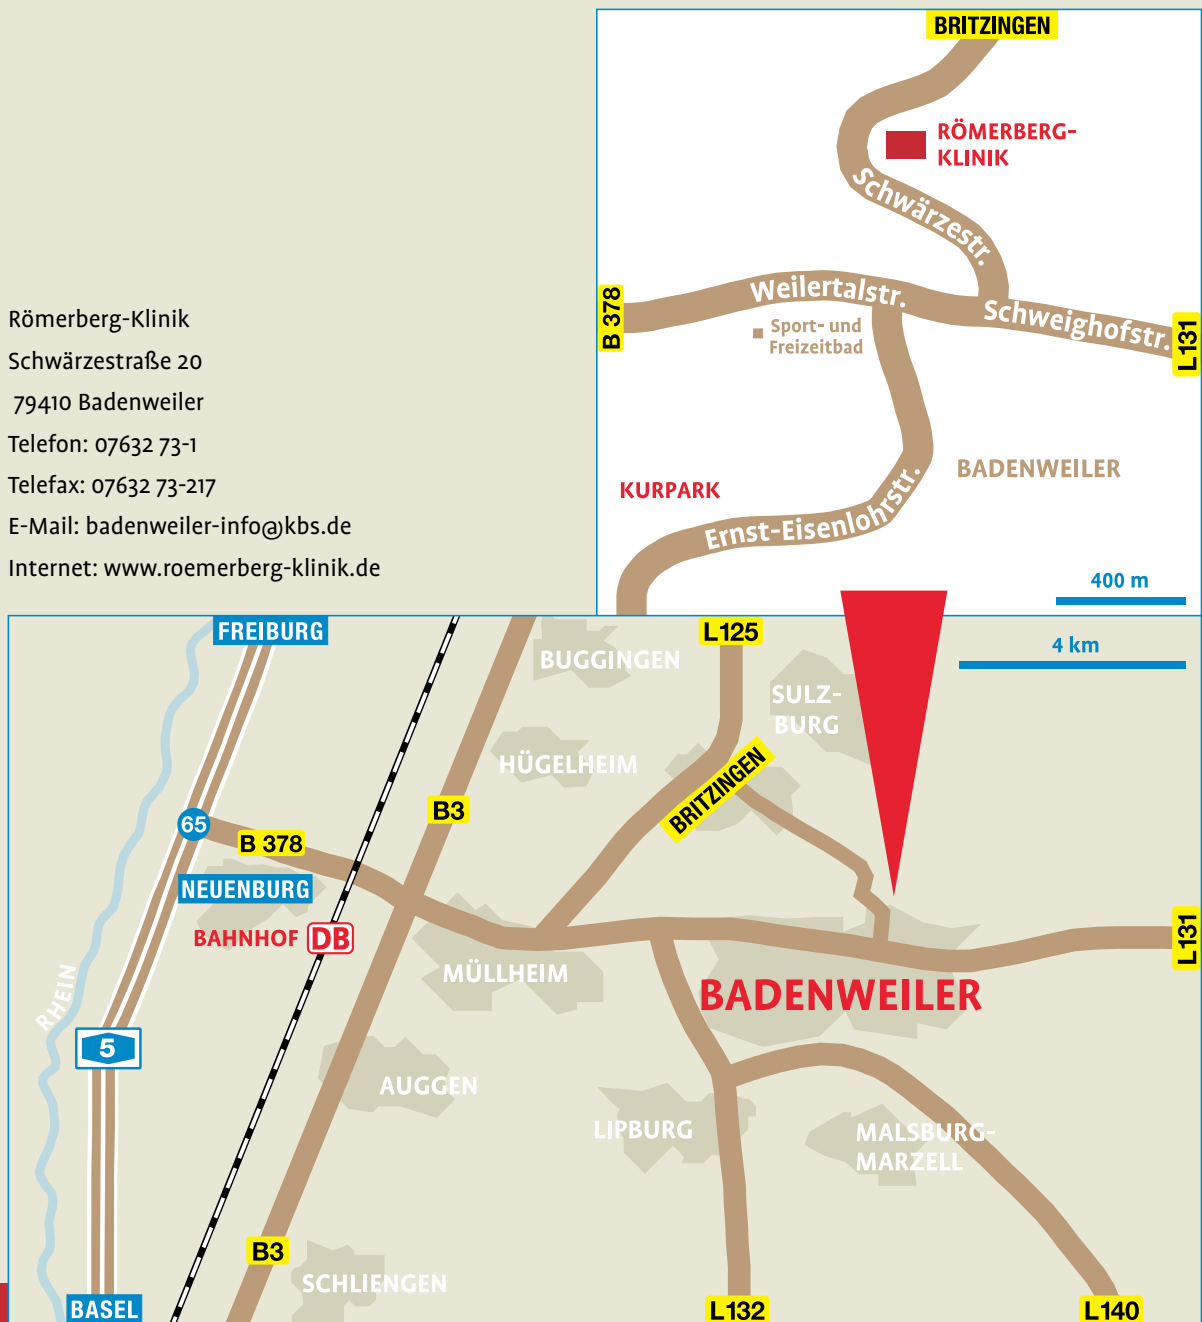 BRITZINGEN
RÖMERBERG-
KLINIK
Schwärzestr.
Weilertalstr.
Schweighofstr.
B 378
L131
Sport- und
Freizeitbad
KURPARK
BADENWEILER
Ernst-Eisenlohrstr.
400 m
Römerberg-Klinik
Schwärzestraße 20
79410 Badenweiler
Telefon: 07632 73-1
Telefax: 07632 73-217
E-Mail: badenweiler-info@kbs.de
Internet: www.roemerberg-klinik.de
FREIBURG
L125
4 km
BUGGINGEN
SULZ-
BURG
HÜGELHEIM
BRITZINGEN
B3
65
B 378
NEUENBURG
BAHNHOF DB
L131
MÜLLHEIM
BADENWEILER
RHEIN
5
AUGGEN
LIPBURG
MALSBURG-
MARZELL
B3
SCHLIENGEN
BASEL
L132
L140